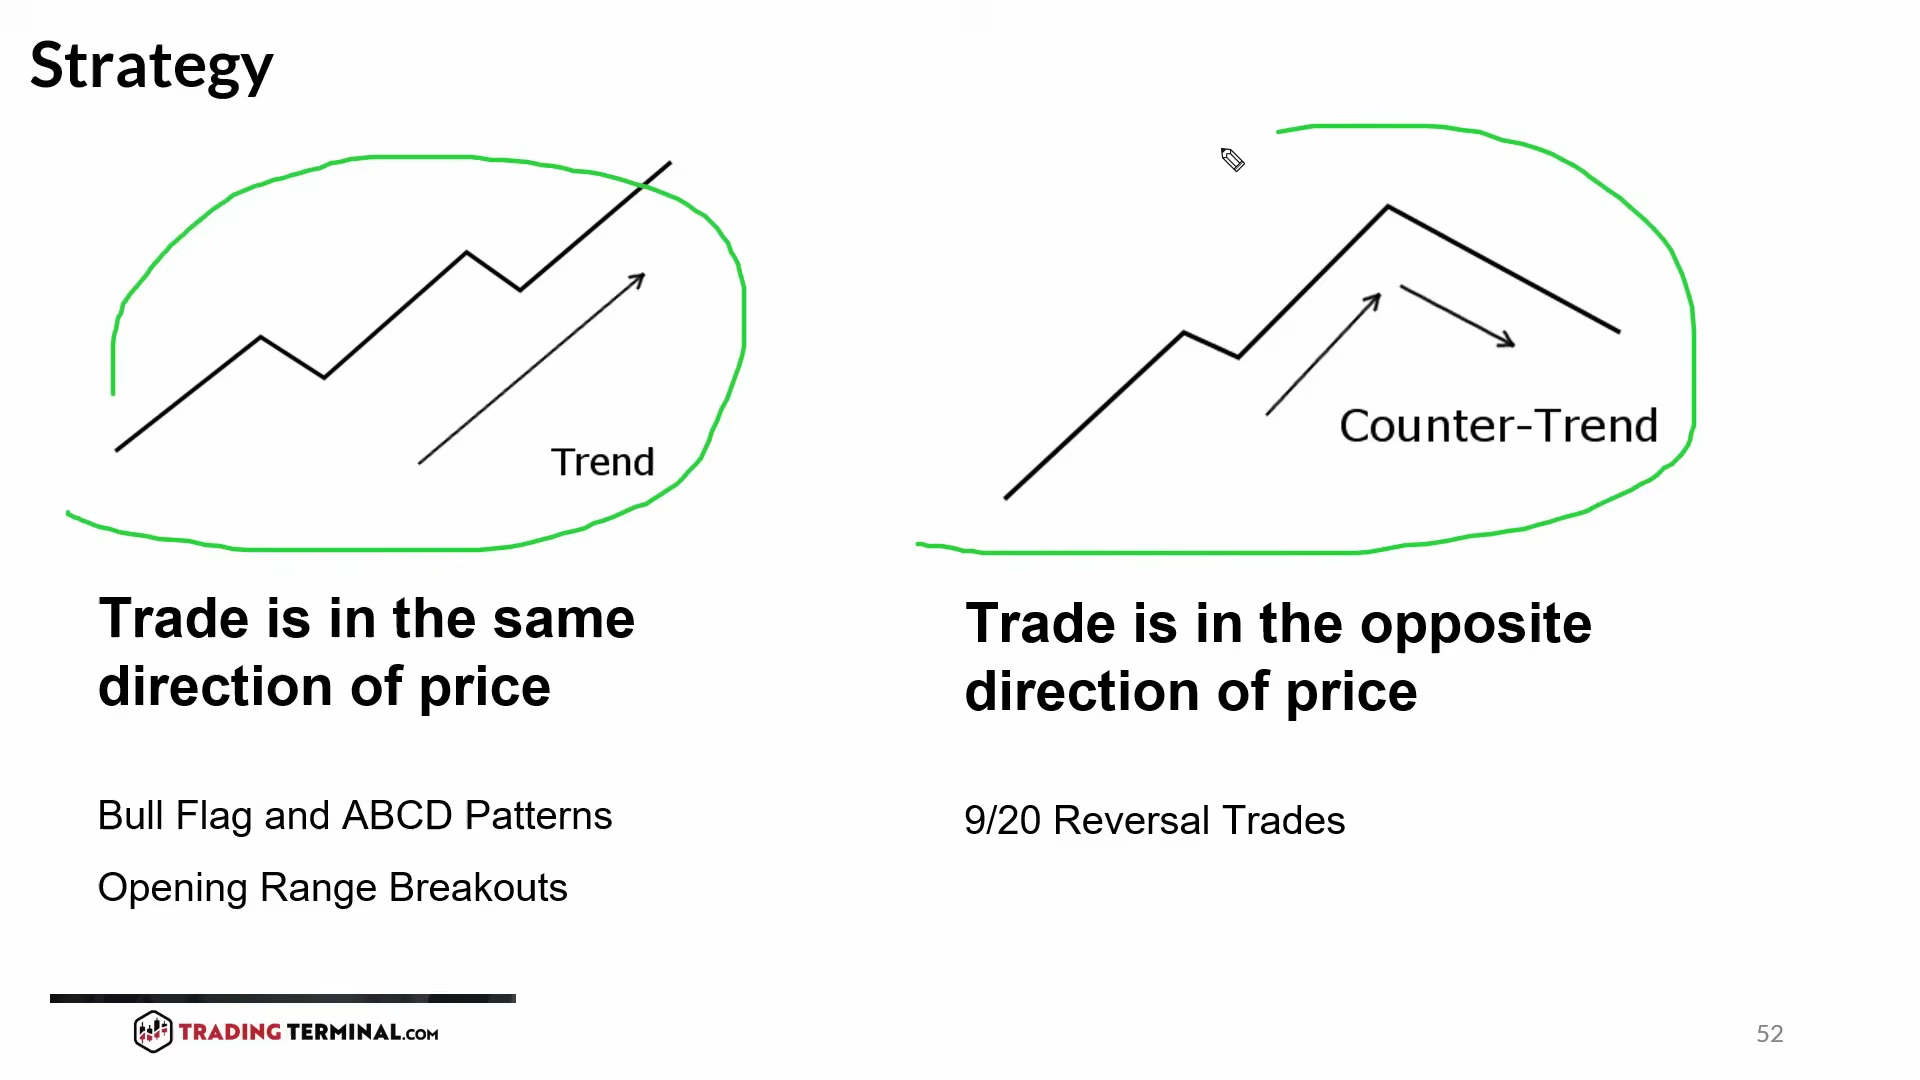 Strategy
Trend
Counter-Trend
Trade is in the same
direction of price
Trade is in the opposite
direction of price
Bull Flag and ABCD Patterns
Opening Range Breakouts
9/20 Reversal Trades
TRADING TERMINAL.COM
52